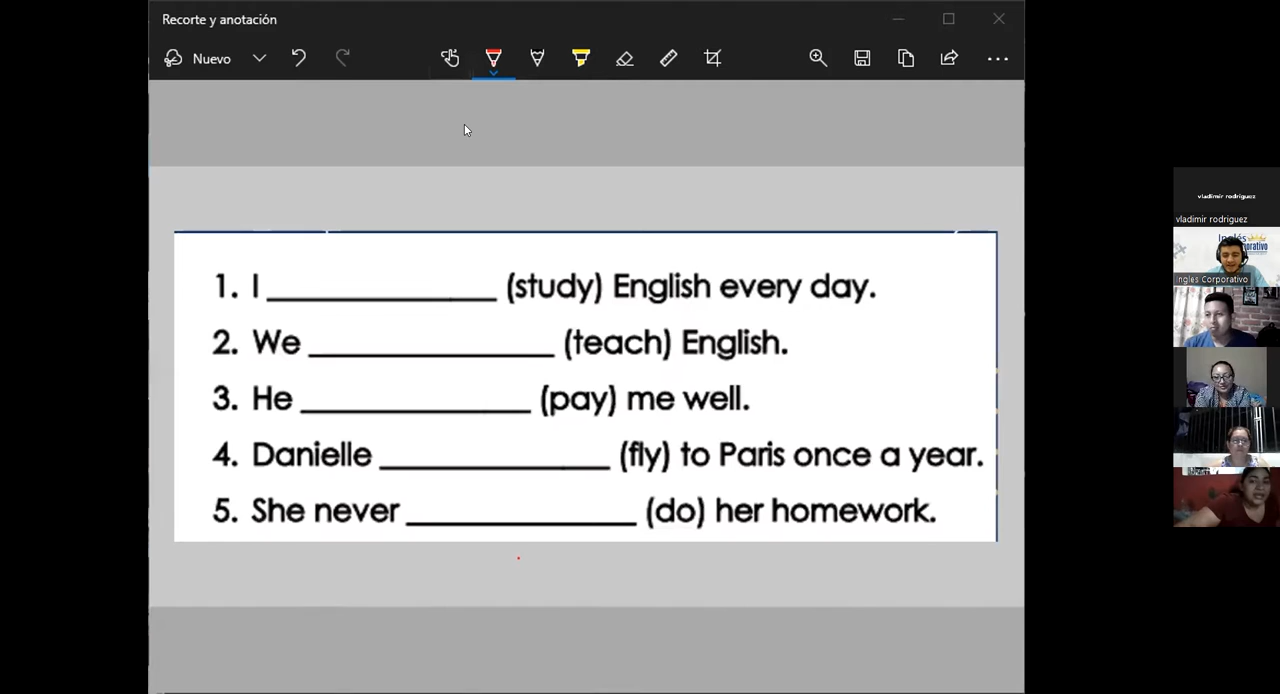 Recorte y anotación
Nuevo
1. I ________________ (study) English every day.
2. We ________________ (teach) English.
3. He ________________ (pay) me well.
4. Danielle ________________ (fly) to Paris once a year.
5. She never ________________ (do) her homework.
vladimir rodriguez
vladimir rodriguez
Inglés
Ingles Corporativo